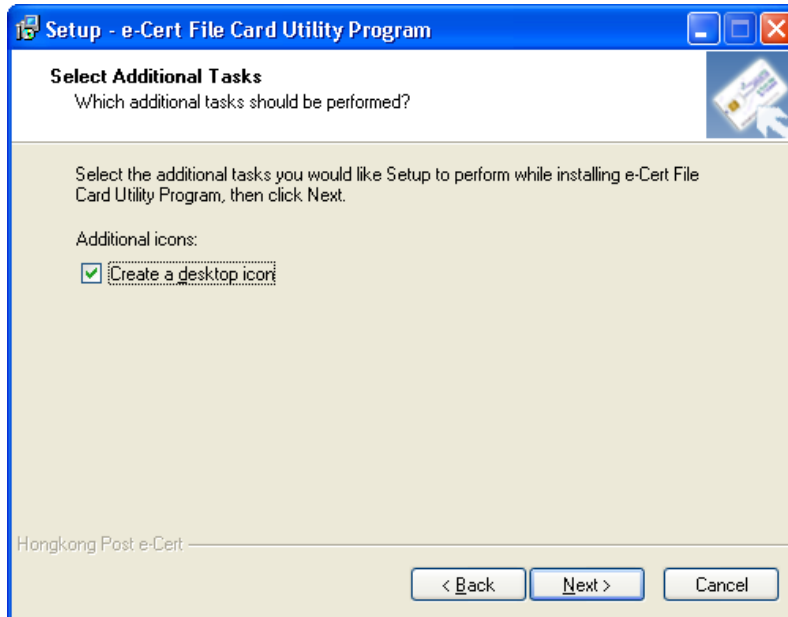 Setup - e-Cert File Card Utility Program
Select Additional Tasks
Which additional tasks should be performed?
Select the additional tasks you would like Setup to perform while installing e-Cert File
Card Utility Program, then click Next.
Additional icons:
Create a desktop icon
Hongkong Post e-Cert
< Back
Next >
Cancel